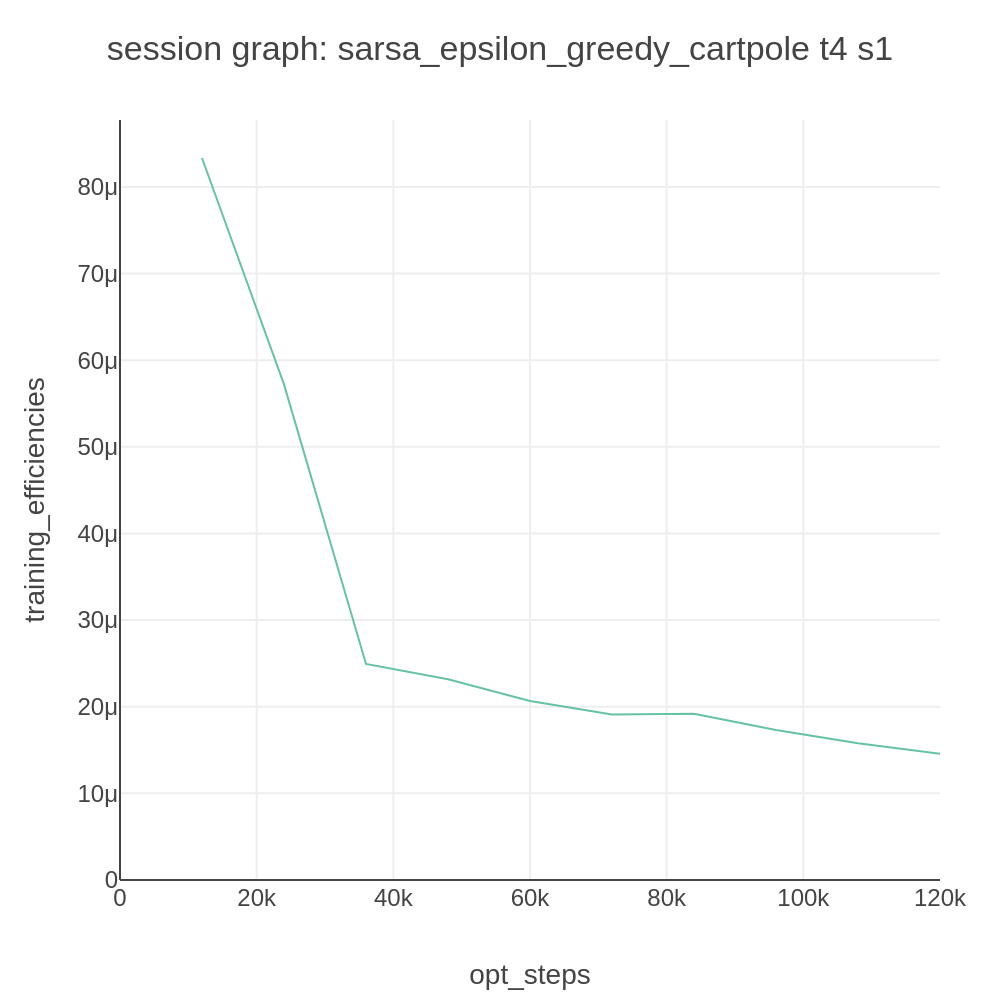 session graph: sarsa_epsilon_greedy_cartpole t4 s1
training_efficiencies
80μ
70μ
60μ
50μ
40μ
30μ
20μ
10μ
0
0 20k 40k 60k 80k 100k 120k
opt_steps